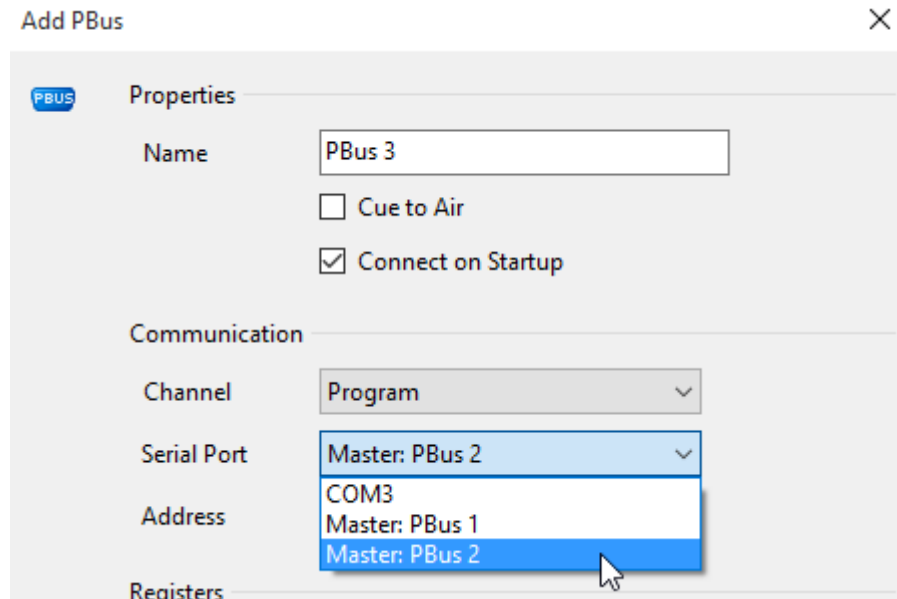 Add PBus
PBUS
Properties
Name
PBus 3
Cue to Air
Connect on Startup
Communication
Channel
Program
Serial Port
Master: PBus 2
COM3
Master: PBus 1
Master: PBus 2
Address
Registers